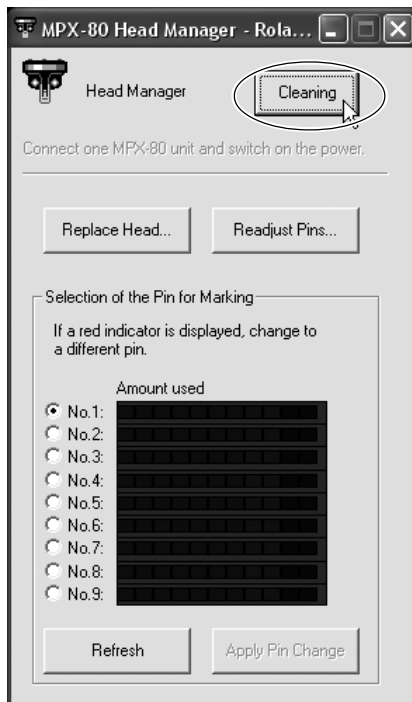 MPX-80 Head Manager - Rola...
Head Manager
Cleaning
Connect one MPX-80 unit and switch on the power.
Replace Head...
Readjust Pins...
Selection of the Pin for Marking
If a red indicator is displayed, change to
a different pin.
Amount used
No.1:
No.2:
No.3:
No.4:
No.5:
No.6:
No.7:
No.8:
No.9:
Refresh
Apply Pin Change